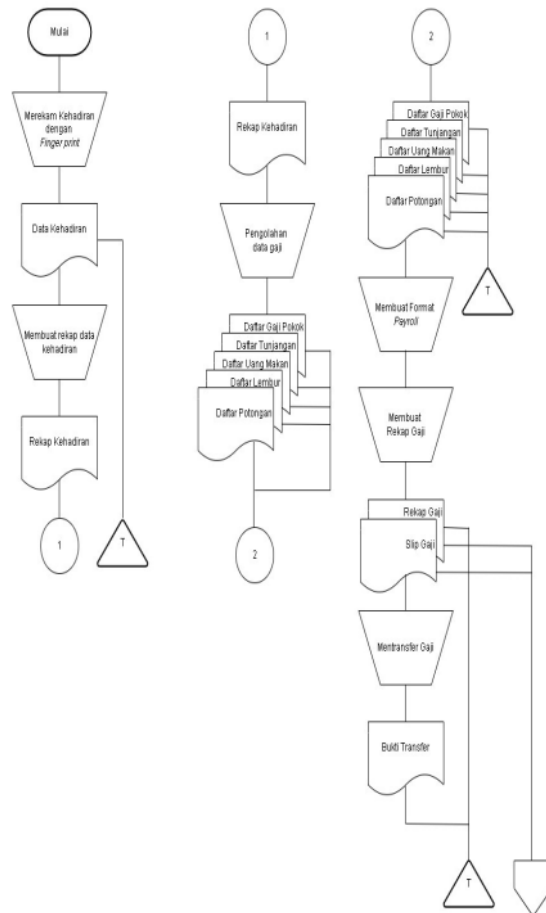 Mulai
Merekam Kehadiran
dengan
Finger print
Data Kehadiran
Membuat rekap data
kehadiran
Rekap Kehadiran
1
T
1
Rekap Kehadiran
Pengolahan
data gaji
Daftar Gaji Pokok
Daftar Tunjangan
Daftar Uang Makan
Daftar Lembur
Daftar Potongan
2
2
Daftar Gaji Pokok
Daftar Tunjangan
Daftar Uang Makan
Daftar Lembur
Daftar Potongan
T
Membuat Format
Payroll
Membuat
Rekap Gaji
Rekap Gaji
Slip Gaji
Mentransfer Gaji
Bukti Transfer
T